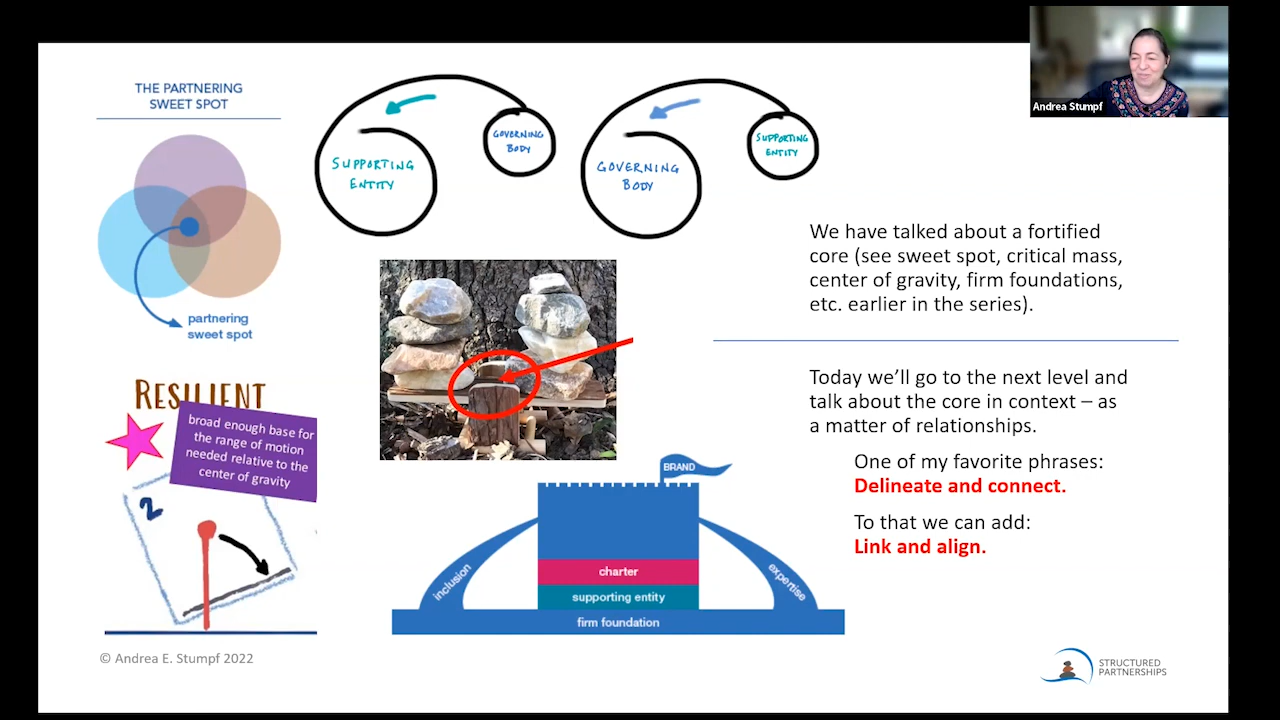 THE PARTNERING
SWEET SPOT
partnering
sweet spot
SUPPORTING
ENTITY
GOVERNING
BODY
GOVERNING
BODY
SUPPORTING
ENTITY
Andrea Stumpf
We have talked about a fortified
core (see sweet spot, critical mass,
center of gravity, firm foundations,
etc. earlier in the series).
Today we’ll go to the next level and
talk about the core in context – as
a matter of relationships.
One of my favorite phrases:
Delineate and connect.
To that we can add:
Link and align.
RESILIENT
broad enough base for
the range of motion
needed relative to the
center of gravity
2
BRAND
inclusion
charter
expertise
supporting entity
firm foundation
© Andrea E. Stumpf 2022
STRUCTURED
PARTNERSHIPS